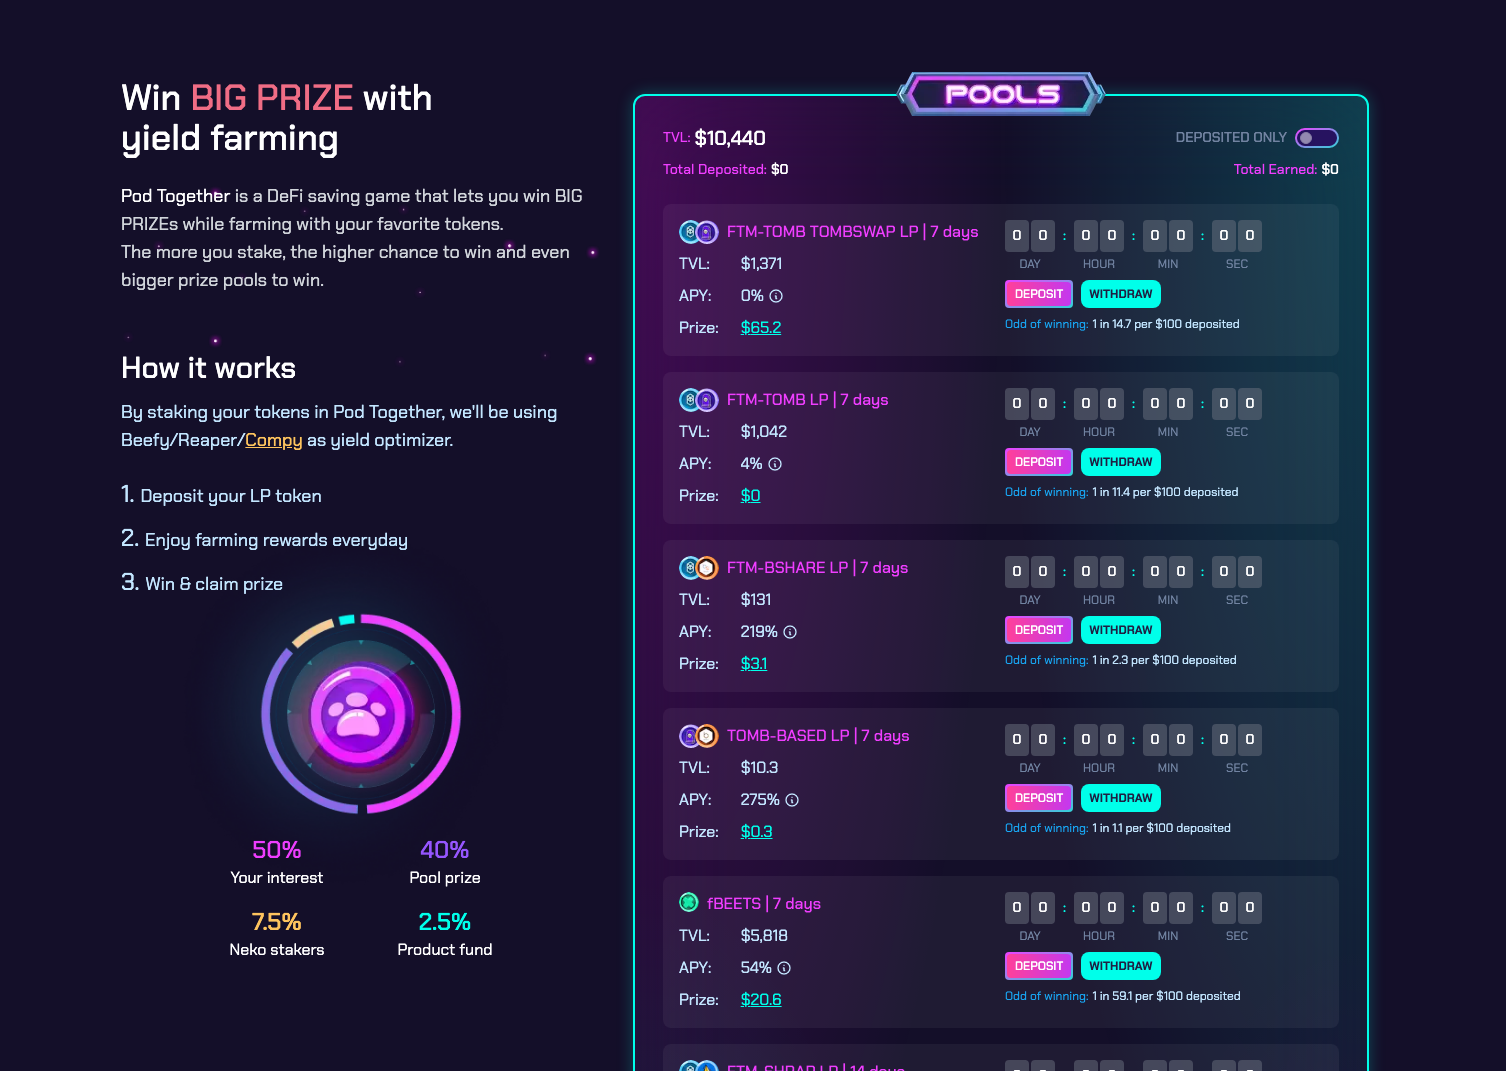 Win BIG PRIZE with
yield farming
Pod Together is a DeFi saving game that lets you win BIG
PRIZEs while farming with your favorite tokens.
The more you stake, the higher chance to win and even
bigger prize pools to win.
How it works
By staking your tokens in Pod Together, we'll be using
Beefy/Reaper/Compy as yield optimizer.
1. Deposit your LP token
2. Enjoy farming rewards everyday
3. Win & claim prize
50% 40%
Your interest Pool prize
7.5% 2.5%
Neko stakers Product fund
POOLS
TVL: $10,440 DEPOSITED ONLY
Total Deposited: $0 Total Earned: $0
FTM-TOMB TOMBSWAP LP | 7 days
TVL: $1,371
APY: 0%
Prize: $65.2
0 0 : 0 0 : 0 0 : 0 0
DAY HOUR MIN SEC
DEPOSIT WITHDRAW
Odd of winning: 1 in 14.7 per $100 deposited
FTM-TOMB LP | 7 days
TVL: $1,042
APY: 4%
Prize: $0
0 0 : 0 0 : 0 0 : 0 0
DAY HOUR MIN SEC
DEPOSIT WITHDRAW
Odd of winning: 1 in 11.4 per $100 deposited
FTM-BSHARE LP | 7 days
TVL: $131
APY: 219%
Prize: $3.1
0 0 : 0 0 : 0 0 : 0 0
DAY HOUR MIN SEC
DEPOSIT WITHDRAW
Odd of winning: 1 in 2.3 per $100 deposited
TOMB-BASED LP | 7 days
TVL: $10.3
APY: 275%
Prize: $0.3
0 0 : 0 0 : 0 0 : 0 0
DAY HOUR MIN SEC
DEPOSIT WITHDRAW
Odd of winning: 1 in 1.1 per $100 deposited
fBEETS | 7 days
TVL: $5,818
APY: 54%
Prize: $20.6
0 0 : 0 0 : 0 0 : 0 0
DAY HOUR MIN SEC
DEPOSIT WITHDRAW
Odd of winning: 1 in 59.1 per $100 deposited